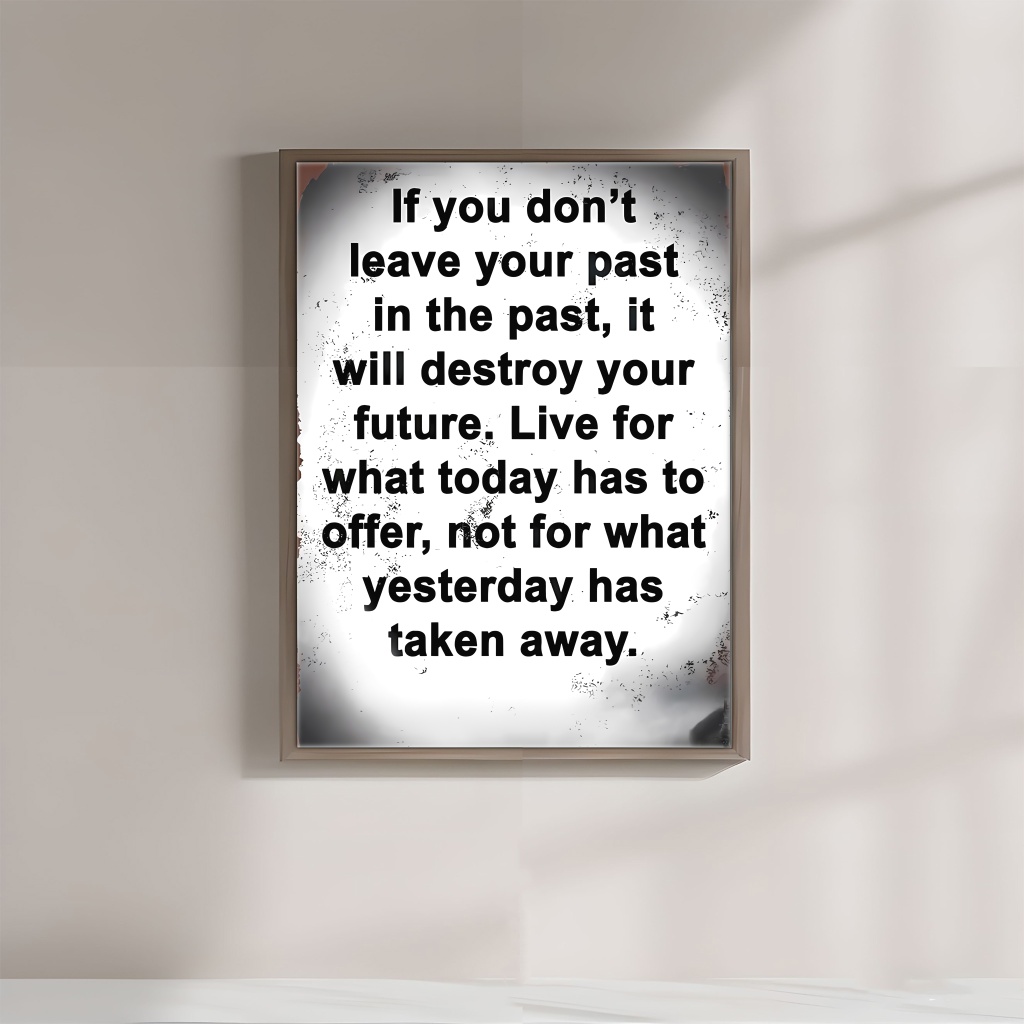 If you don’t
leave your past
in the past, it
will destroy your
future. Live for
what today has to
offer, not for what
yesterday has
taken away.